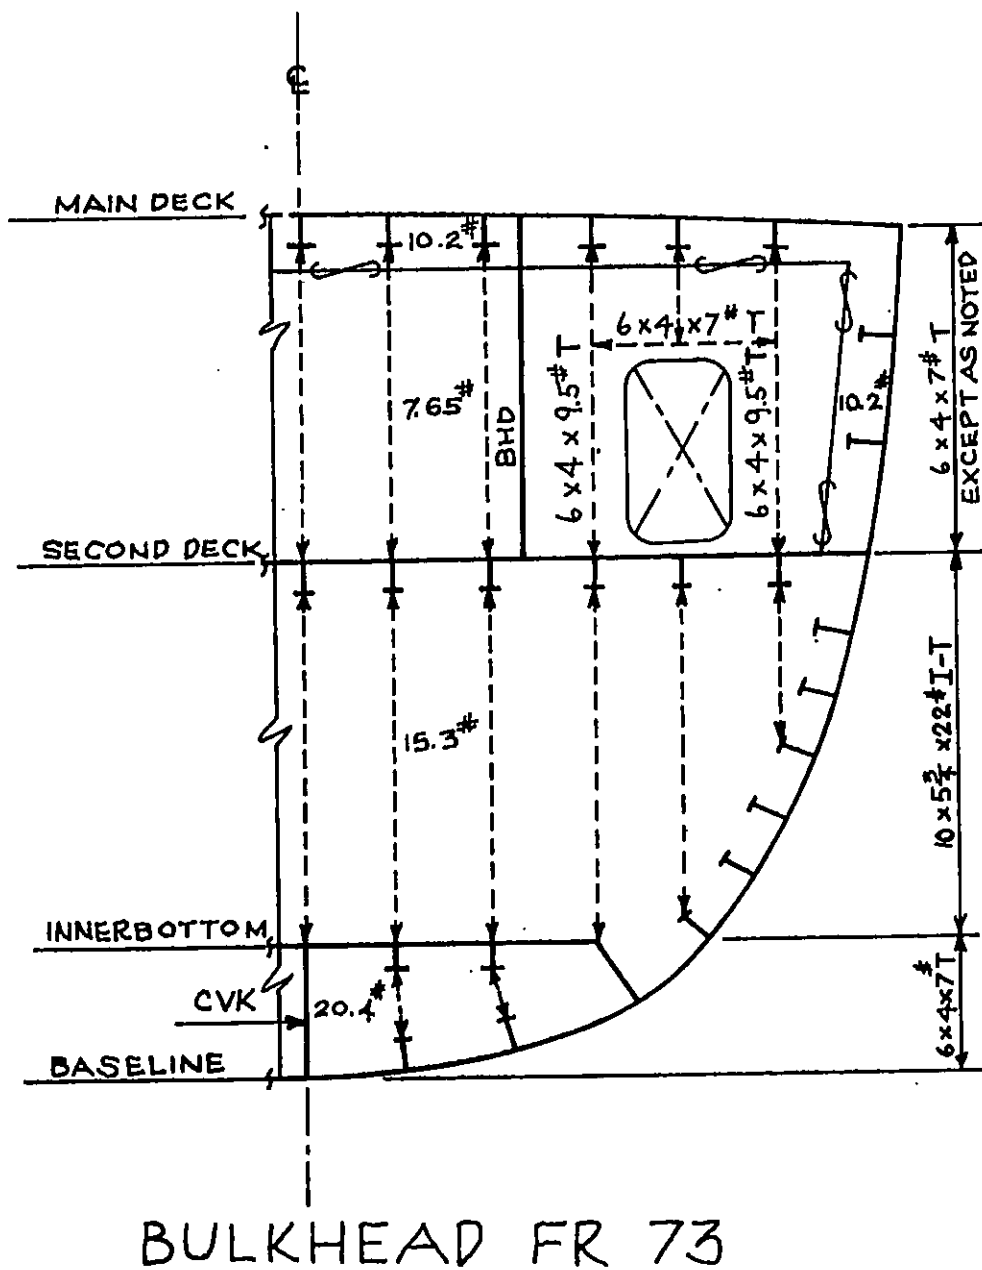 ℄
MAIN DECK
10.2#
6 x 4 x 7# T
7.65#
BHD
6 x 4 x 9.5# T
6 x 4 x 9.5# T
10.2#
6 x 4 x 7# T
EXCEPT AS NOTED
SECOND DECK
15.3#
10 x 5¾ x 22# I-T
INNERBOTTOM
CVK
20.4#
6 x 4 x 7# T
BASELINE
BULKHEAD FR 73